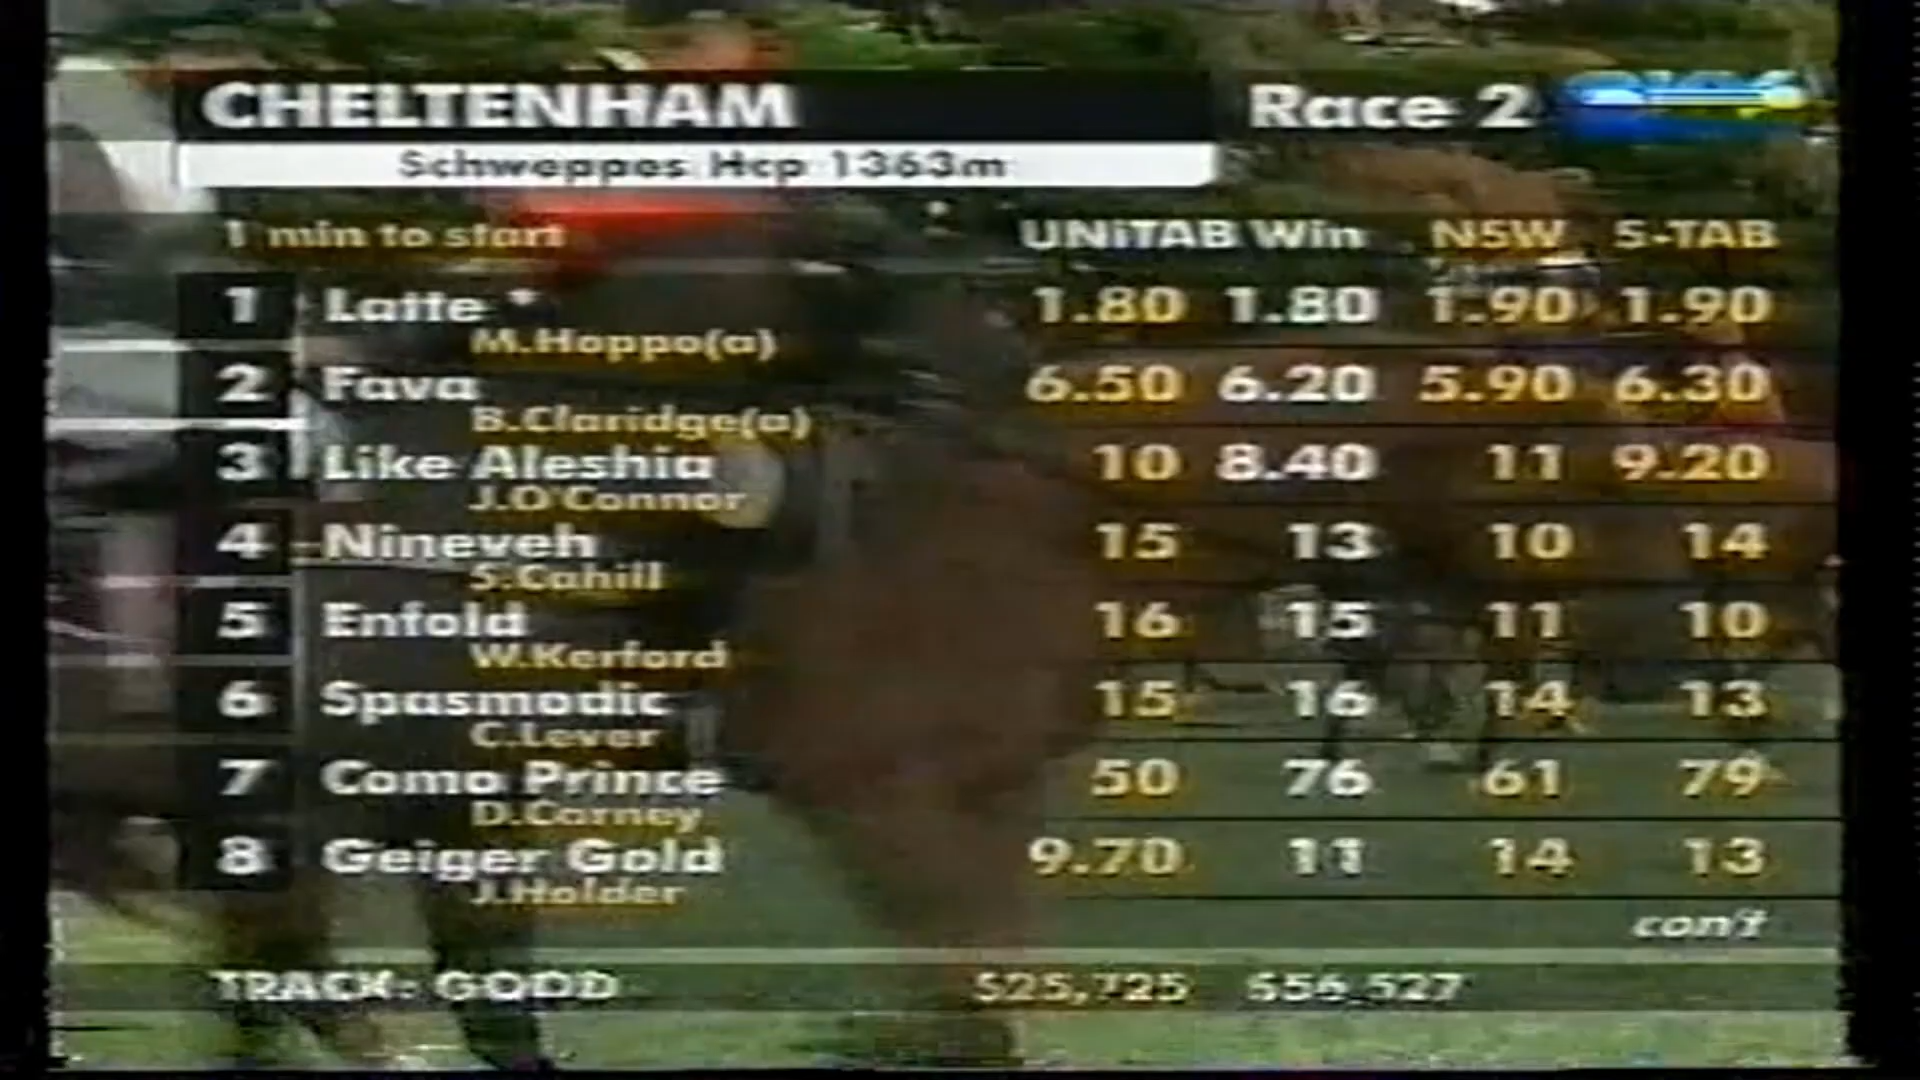 CHELTENHAM Race 2
Schweppes Hcp 1363m
1 min to start UNiTAB Win NSW S-TAB
1 Latte * 1.80 1.80 1.90 1.90
M.Hoppo(a)
2 Fava 6.50 6.20 5.90 6.30
B.Claridge(a)
3 Like Aleshia 10 8.40 11 9.20
J.O'Connor
4 Nineveh 15 13 10 14
S.Cahill
5 Enfold 16 15 11 10
W.Kerford
6 Spasmodic 15 16 14 13
C.Lever
7 Como Prince 50 76 61 79
D.Carney
8 Geiger Gold 9.70 11 14 13
J.Holder
con't
TRACK: GOOD $25,725 $56,527